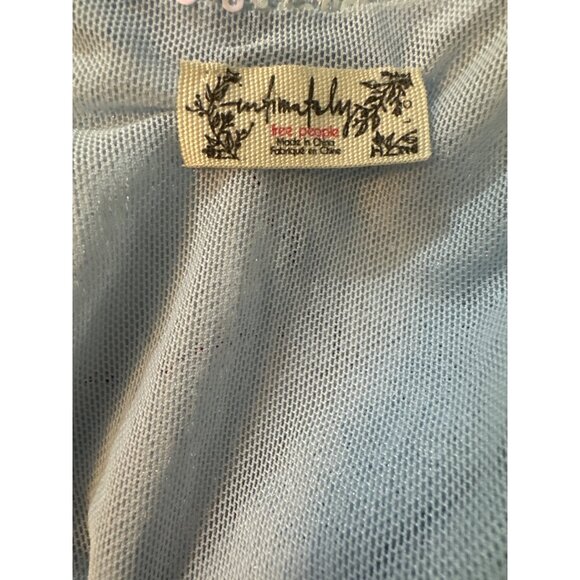 intimately
free people
Made in China
Fabriqué en Chine